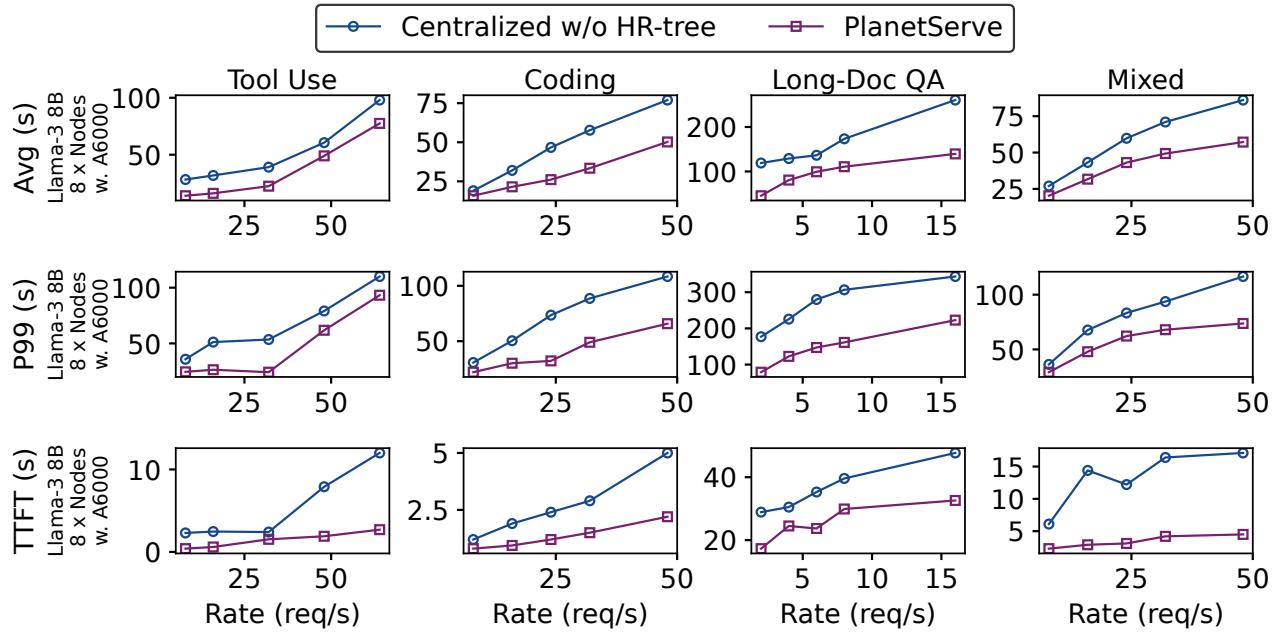 Centralized w/o HR-tree PlanetServe
Tool Use Coding Long-Doc QA Mixed
Avg (s)
Llama-3 8B
8 x Nodes
w. A6000
100
50
25 50
75
50
25
25 50
200
100
5 10 15
75
50
25
25 50
P99 (s)
Llama-3 8B
8 x Nodes
w. A6000
100
50
25 50
100
50
25 50
300
200
100
5 10 15
100
50
25 50
TTFT (s)
Llama-3 8B
8 x Nodes
w. A6000
10
0
25 50
5
2.5
25 50
40
20
5 10 15
15
10
5
25 50
Rate (req/s) Rate (req/s) Rate (req/s) Rate (req/s)